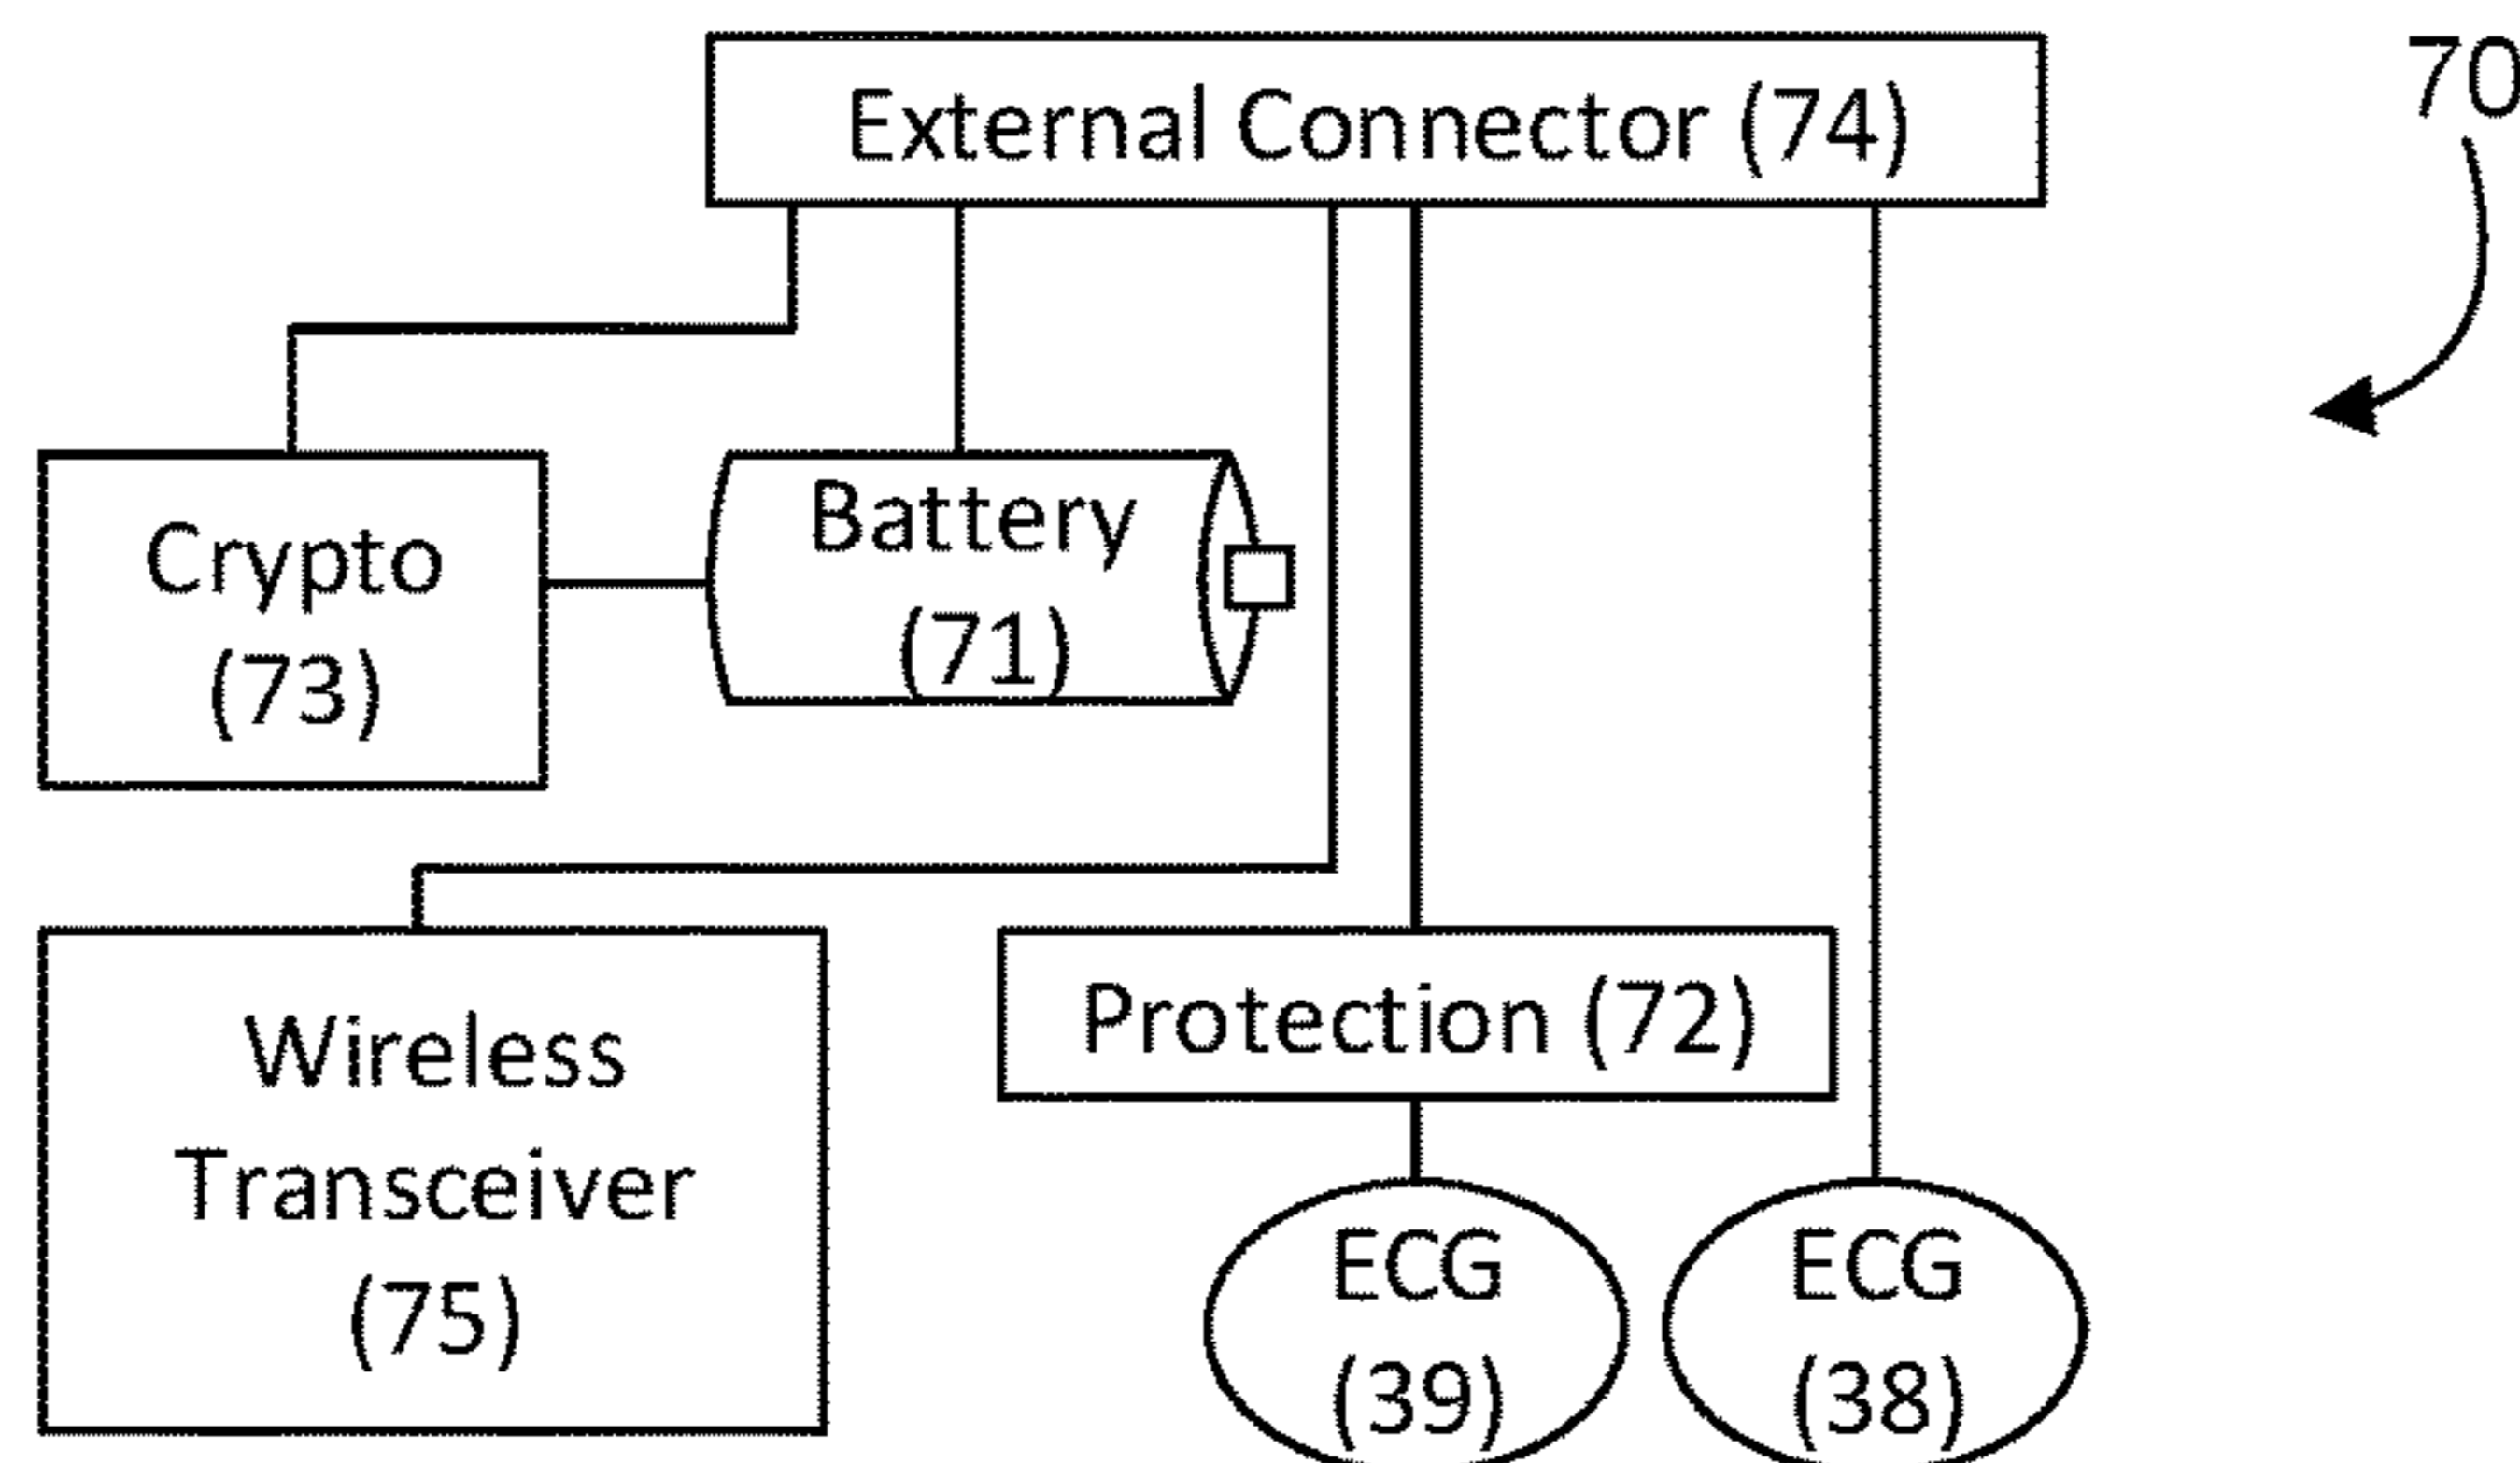 External Connector (74)
70
Crypto
(73)
Battery
(71)
Protection (72)
Wireless
Transceiver
(75)
ECG
(39)
ECG
(38)